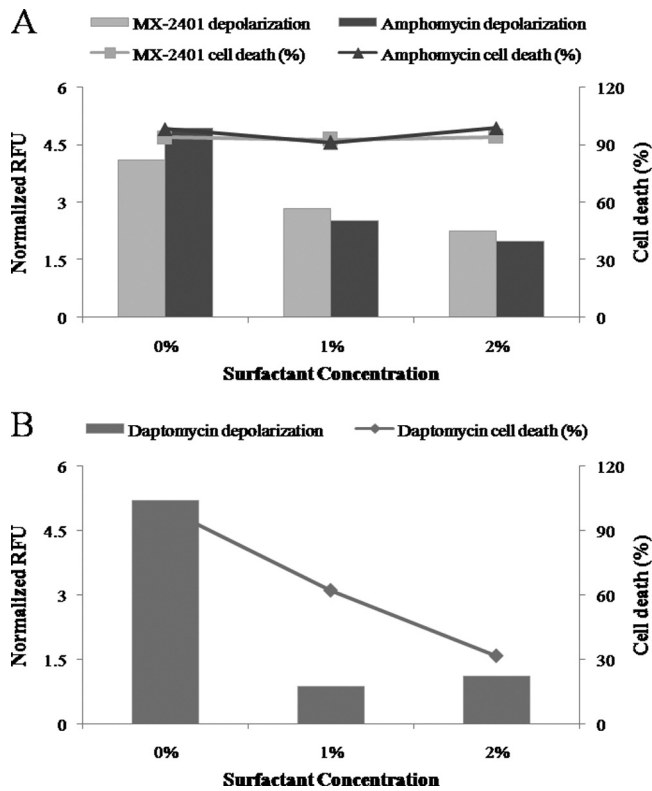 A
MX-2401 depolarization Amphomycin depolarization
MX-2401 cell death (%) Amphomycin cell death (%)
6 120
4.5 90
3 60
1.5 30
0 0
Normalized RFU
Cell death (%)
0% 1% 2%
Surfactant Concentration
B
Daptomycin depolarization Daptomycin cell death (%)
6 120
4.5 90
3 60
1.5 30
0 0
Normalized RFU
Cell death (%)
0% 1% 2%
Surfactant Concentration